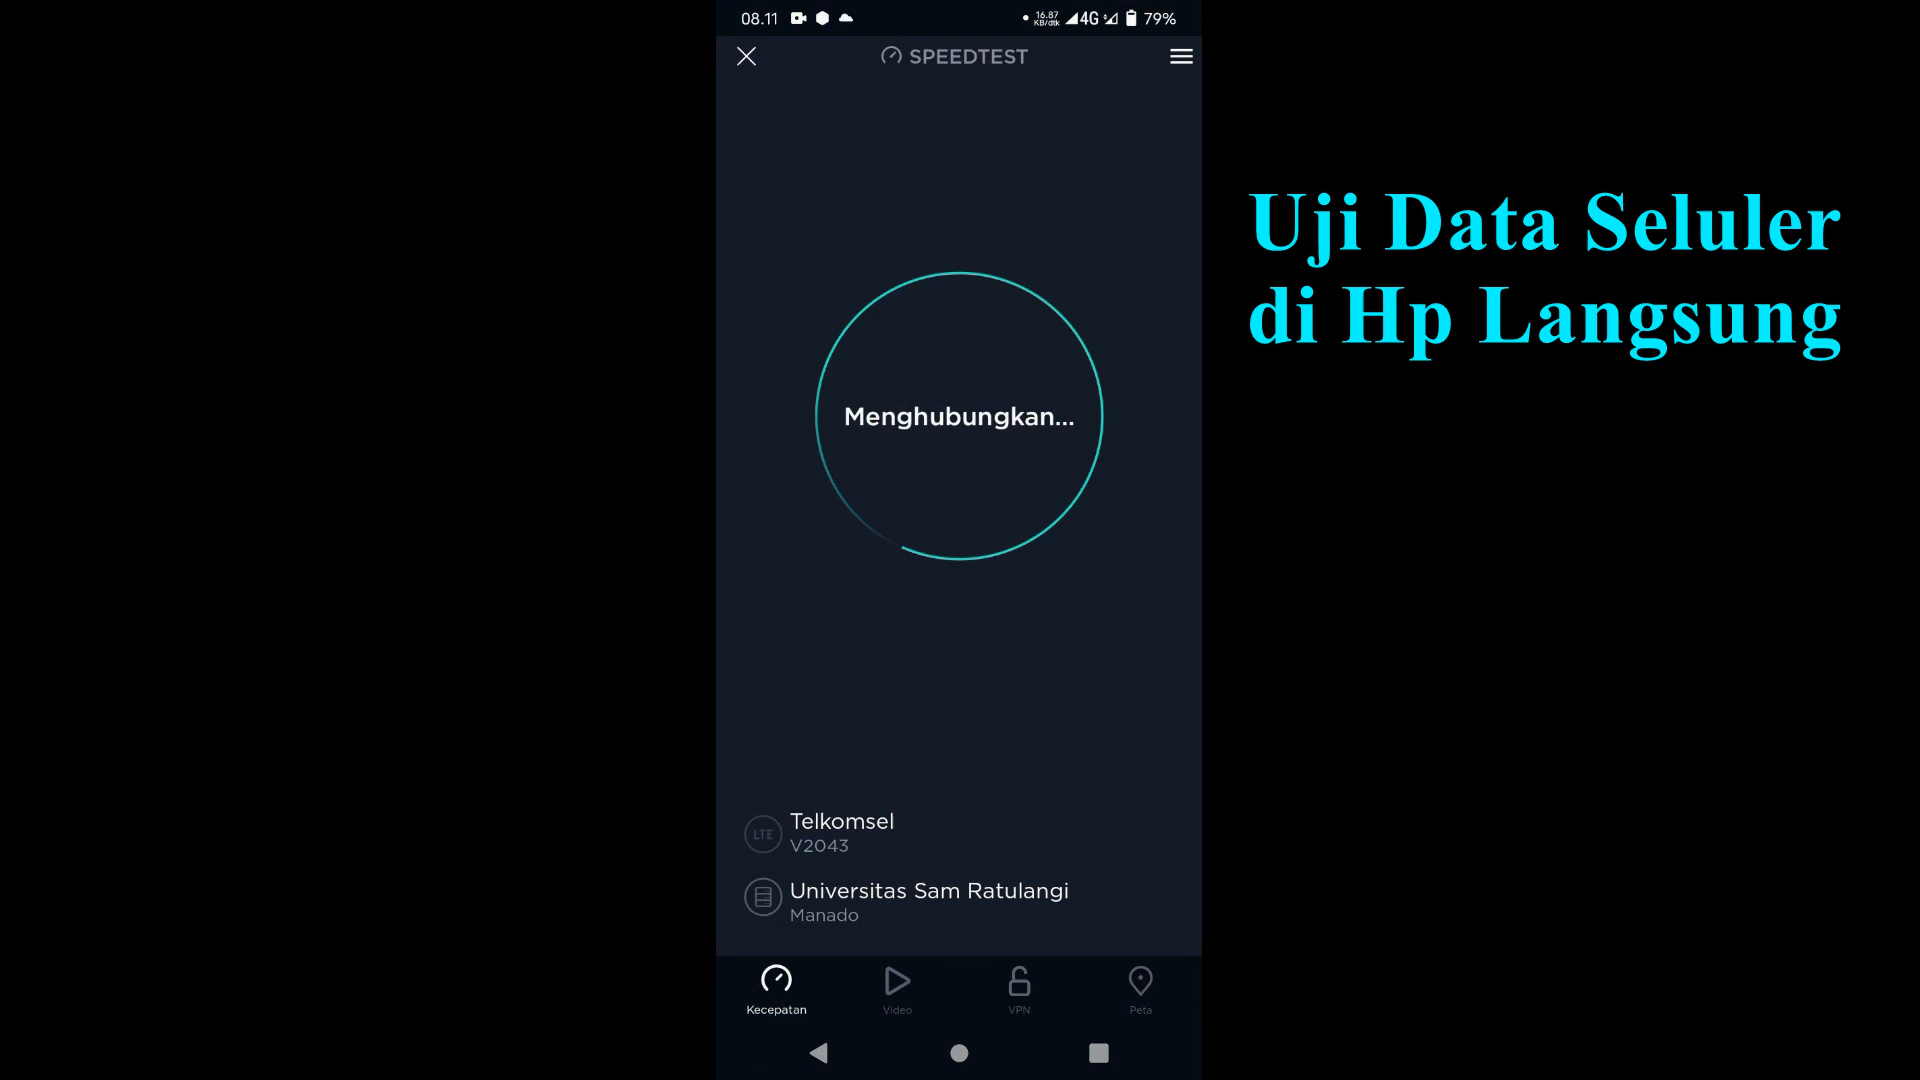 08.11
16.87
KB/dtk
4G
79%
SPEEDTEST
Uji Data Seluler
di Hp Langsung
Menghubungkan...
LTE
Telkomsel
V2043
Universitas Sam Ratulangi
Manado
Kecepatan
Video
VPN
Peta